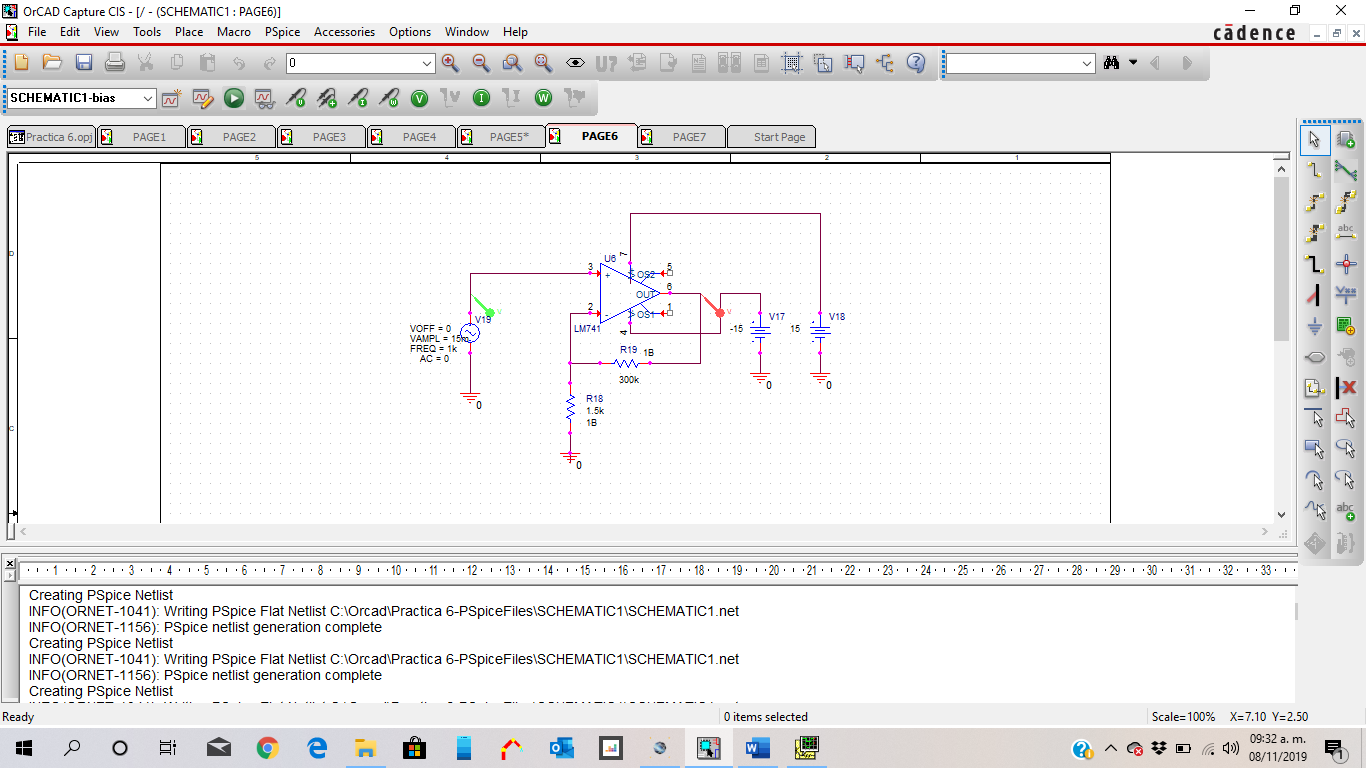 OrCAD Capture CIS - [/ - (SCHEMATIC1 : PAGE6)]
File Edit View Tools Place Macro PSpice Accessories Options Window Help
cādence
0
U?
SCHEMATIC1-bias
V I W
Practica 6.opj PAGE1 PAGE2 PAGE3 PAGE4 PAGE5* PAGE6 PAGE7 Start Page
5 4 3 2 1
D
C
U6
7
3
+
OS2
5
6
OUT
2
-
OS1
1
LM741
4
V
V19
VOFF = 0
VAMPL = 15m
FREQ = 1k
AC = 0
0
V
V17
-15
0
V18
15
0
R19 1B
300k
R18
1.5k
1B
0
abc
abc
1 2 3 4 5 6 7 8 9 10 11 12 13 14 15 16 17 18 19 20 21 22 23 24 25 26 27 28 29 30 31 32 33
Creating PSpice Netlist
INFO(ORNET-1041): Writing PSpice Flat Netlist C:\Orcad\Practica 6-PSpiceFiles\SCHEMATIC1\SCHEMATIC1.net
INFO(ORNET-1156): PSpice netlist generation complete
Creating PSpice Netlist
INFO(ORNET-1041): Writing PSpice Flat Netlist C:\Orcad\Practica 6-PSpiceFiles\SCHEMATIC1\SCHEMATIC1.net
INFO(ORNET-1156): PSpice netlist generation complete
Creating PSpice Netlist
Ready 0 items selected Scale=100% X=7.10 Y=2.50
09:32 a. m.
08/11/2019
1